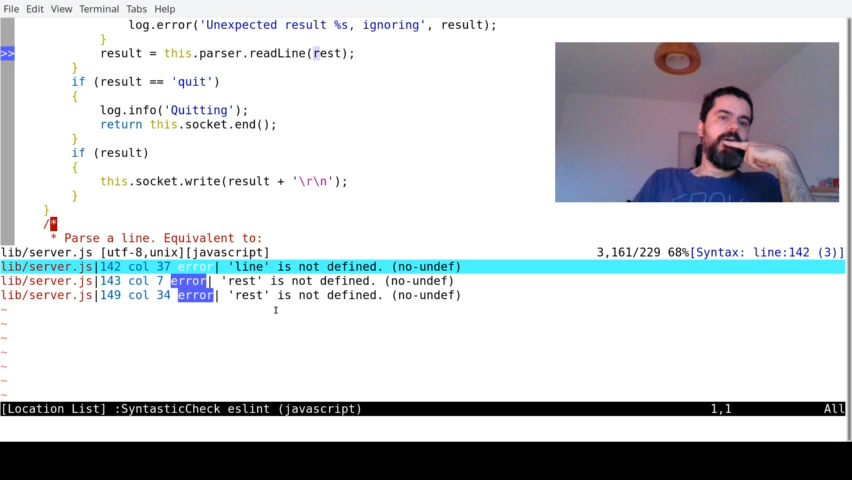 File Edit View Terminal Tabs Help
log.error('Unexpected result %s, ignoring', result);
}
>> result = this.parser.readLine(rest);
}
if (result == 'quit')
{
log.info('Quitting');
return this.socket.end();
}
if (result)
{
this.socket.write(result + '\r\n');
}
}
/*
* Parse a line. Equivalent to:
lib/server.js [utf-8,unix][javascript] 3,161/229 68%[Syntax: line:142 (3)]
lib/server.js|142 col 37 error| 'line' is not defined. (no-undef)
lib/server.js|143 col 7 error| 'rest' is not defined. (no-undef)
lib/server.js|149 col 34 error| 'rest' is not defined. (no-undef)
~
~
~
~
~
~
~
[Location List] :SyntasticCheck eslint (javascript) 1,1 All